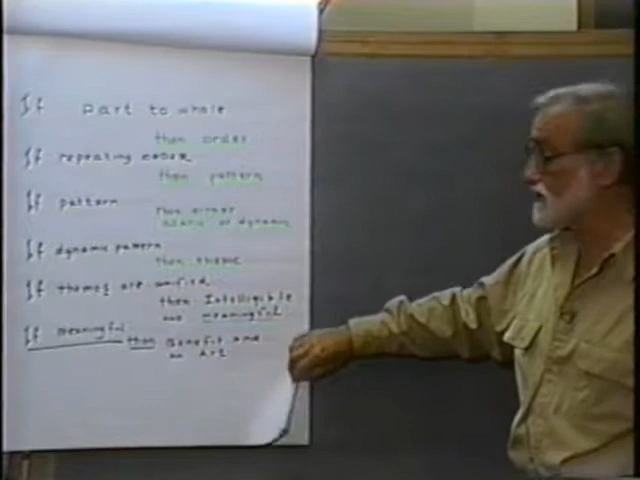 If part to whole
then order
If repeating order
then pattern
If pattern
then either
static or dynamic
If dynamic pattern
then theme
If themes are unified
then Intelligible
and meaningful
If meaningful
then Benefit and
an Art